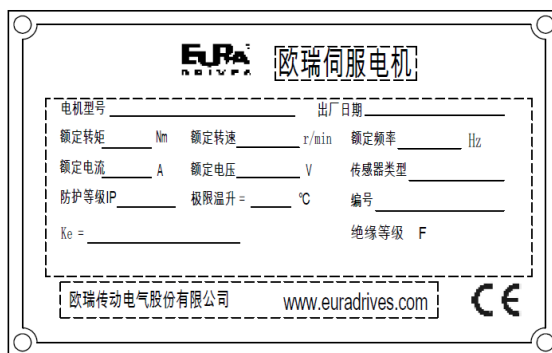 EURA
DRIVES
欧瑞伺服电机
电机型号 出厂日期
额定转矩 Nm 额定转速 r/min 额定频率 Hz
额定电流 A 额定电压 V 传感器类型
防护等级IP 极限温升 = ℃ 编号
Ke = 绝缘等级 F
欧瑞传动电气股份有限公司 www.euradrives.com CE